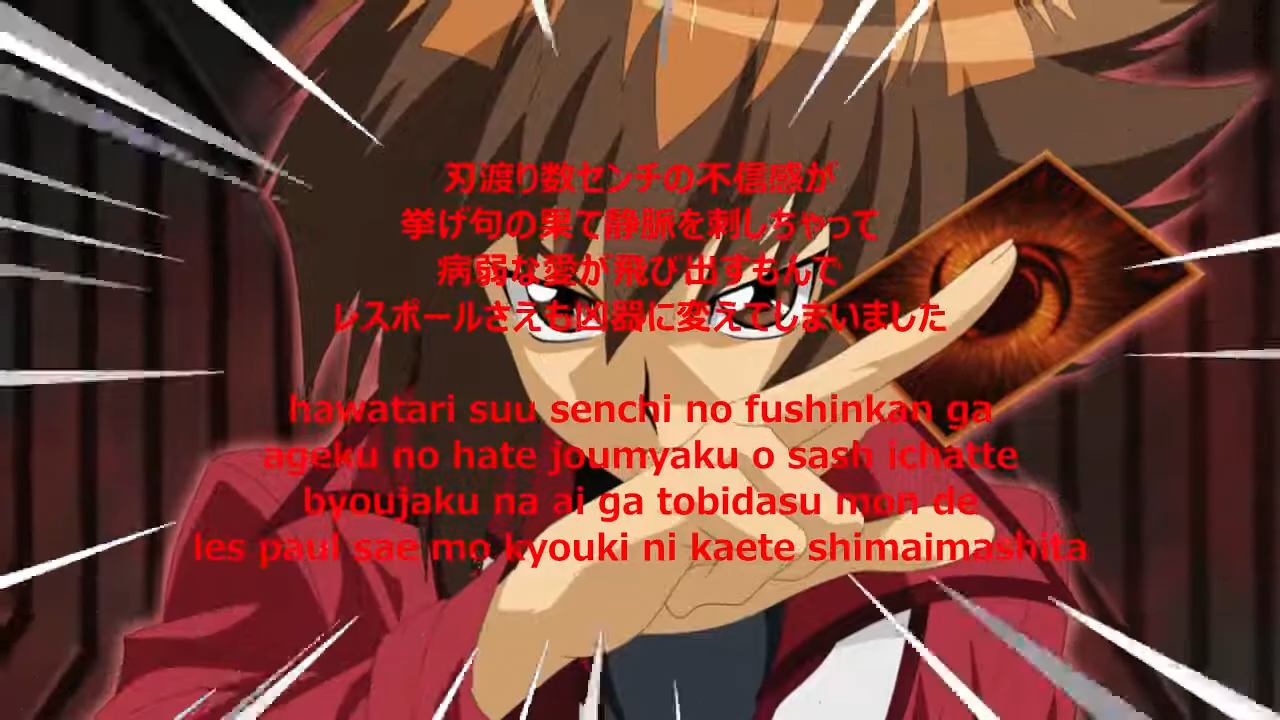 刃渡り数センチの不信感が
挙げ句の果て静脈を刺しちゃって
病弱な愛が飛び出すもんで
レスポールさえも凶器に変えてしまいました
hawatari suu senchi no fushinkan ga
ageku no hate joumyaku o sash ichatte
byoujaku na ai ga tobidasu mon de
les paul sae mo kyouki ni kaete shimaimashita